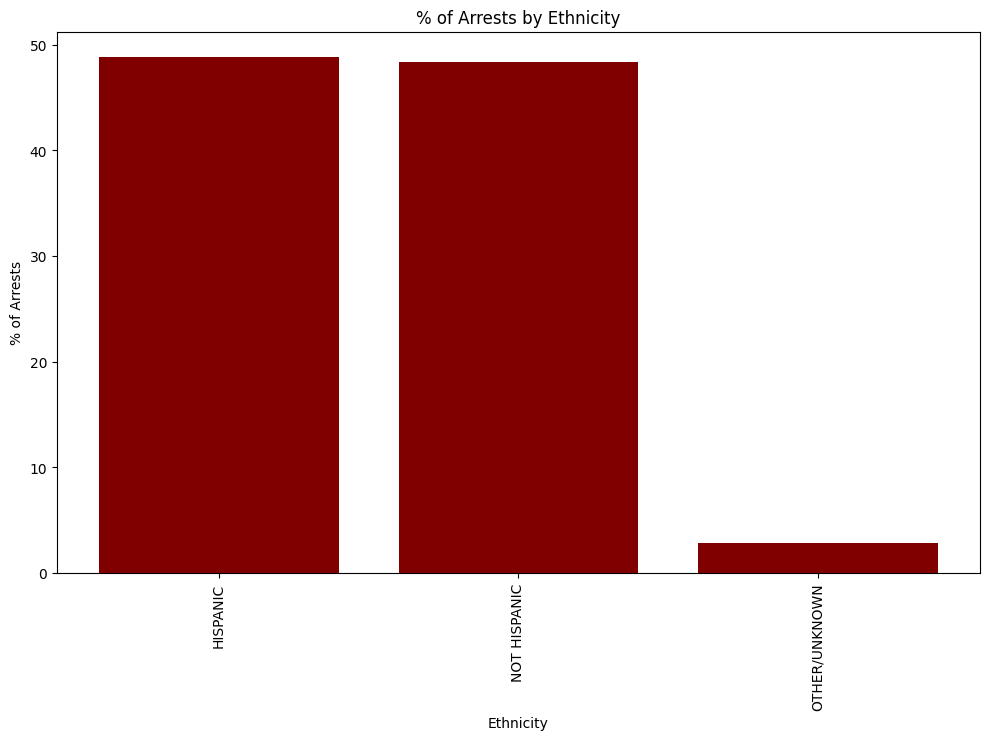 % of Arrests by Ethnicity
% of Arrests
50
40
30
20
10
0
HISPANIC
NOT HISPANIC
OTHER/UNKNOWN
Ethnicity